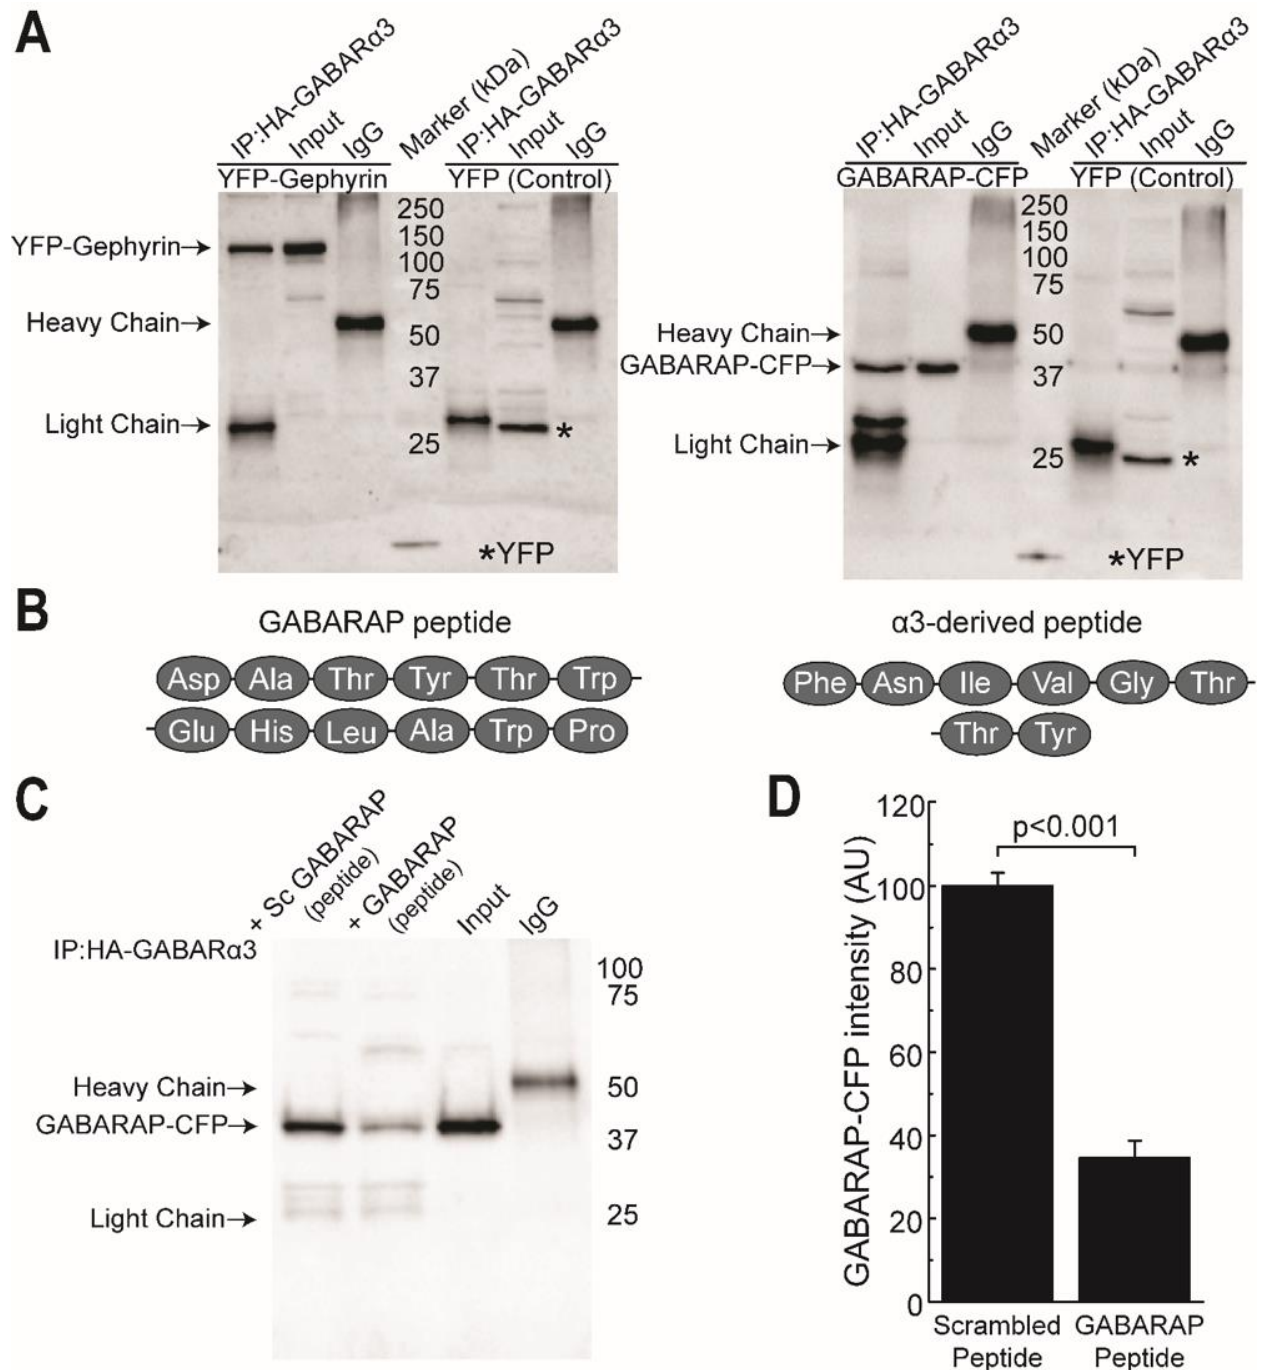 A
IP:HA-GABARα3
Input
IgG
Marker (kDa)
IP:HA-GABARα3
Input
IgG
YFP-Gephyrin
YFP (Control)
250
150
100
75
50
37
25
YFP-Gephyrin→
Heavy Chain→
Light Chain→
*
*YFP
IP:HA-GABARα3
Input
IgG
Marker (kDa)
IP:HA-GABARα3
Input
IgG
GABARAP-CFP
YFP (Control)
250
150
100
75
50
37
25
Heavy Chain→
GABARAP-CFP→
Light Chain→
*
*YFP
B
GABARAP peptide
Asp Ala Thr Tyr Thr Trp
Glu His Leu Ala Trp Pro
α3-derived peptide
Phe Asn Ile Val Gly Thr
Thr Tyr
C
+ Sc GABARAP
(peptide)
+ GABARAP
(peptide)
Input
IgG
IP:HA-GABARα3
100
75
50
37
25
Heavy Chain→
GABARAP-CFP→
Light Chain→
D
GABARAP-CFP intensity (AU)
120
100
80
60
40
20
0
p<0.001
Scrambled
Peptide
GABARAP
Peptide